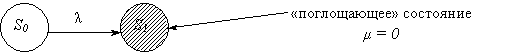 S0
λ
S1
«поглощающее» состояние
μ = 0